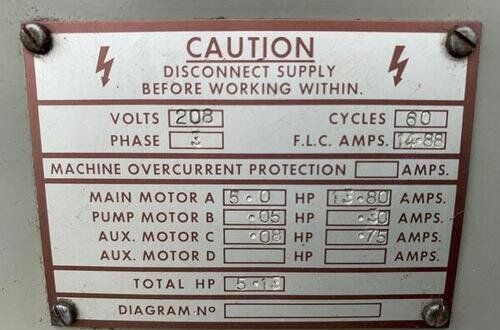 CAUTION
DISCONNECT SUPPLY
BEFORE WORKING WITHIN.
VOLTS 208 CYCLES 60
PHASE 3 F.L.C. AMPS. 14.88
MACHINE OVERCURRENT PROTECTION AMPS.
MAIN MOTOR A 5.0 HP 13.80 AMPS.
PUMP MOTOR B .05 HP .30 AMPS.
AUX. MOTOR C .08 HP .75 AMPS.
AUX. MOTOR D HP AMPS.
TOTAL HP 5.13
DIAGRAM Nº